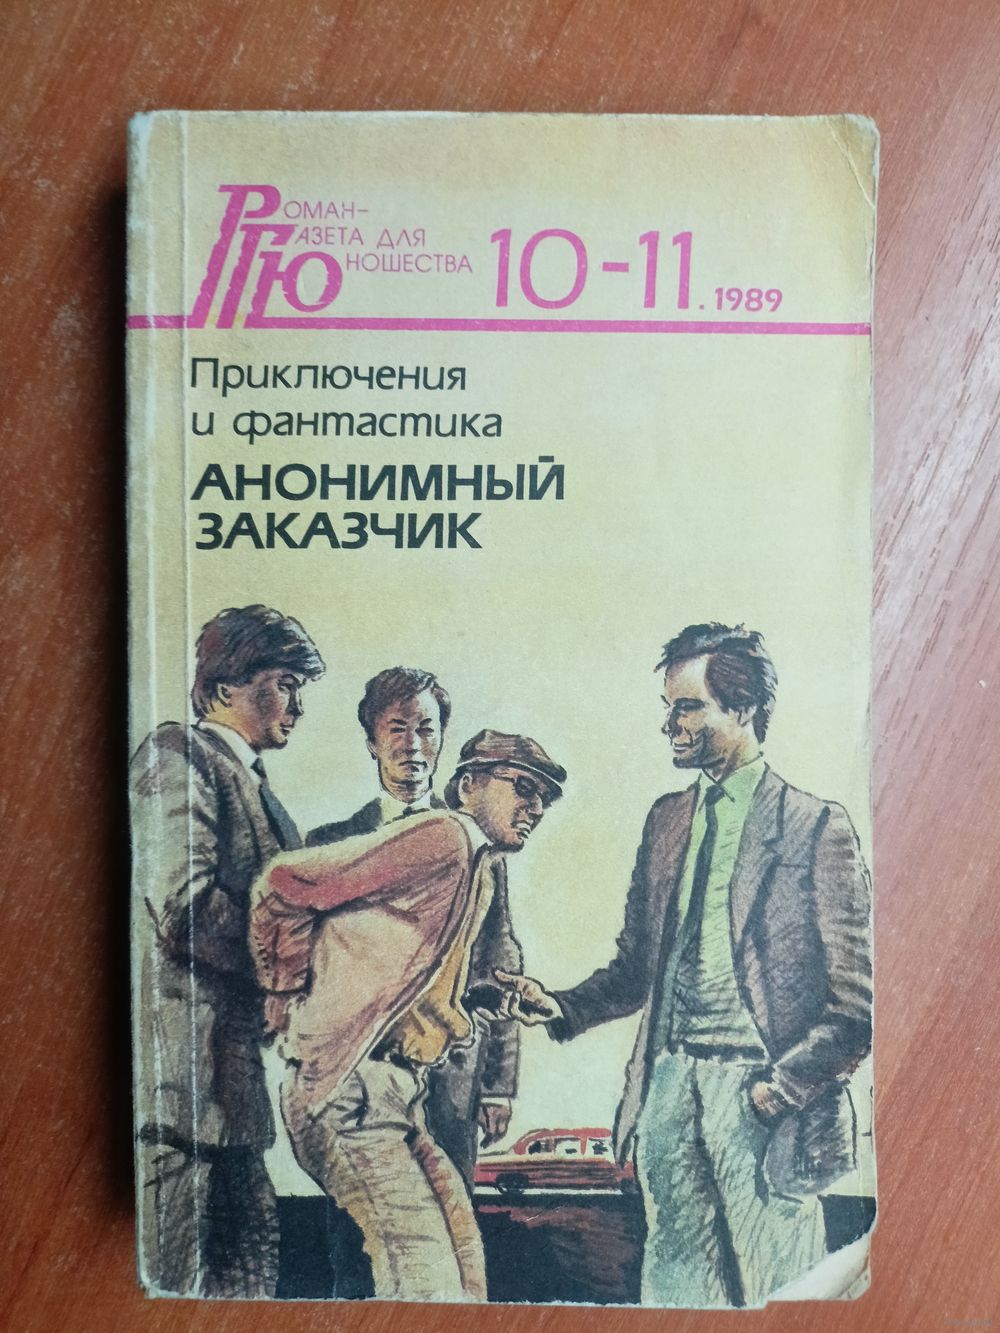 Роман-
Газета для
Юношества 10-11.1989
Приключения
и фантастика
АНОНИМНЫЙ
ЗАКАЗЧИК